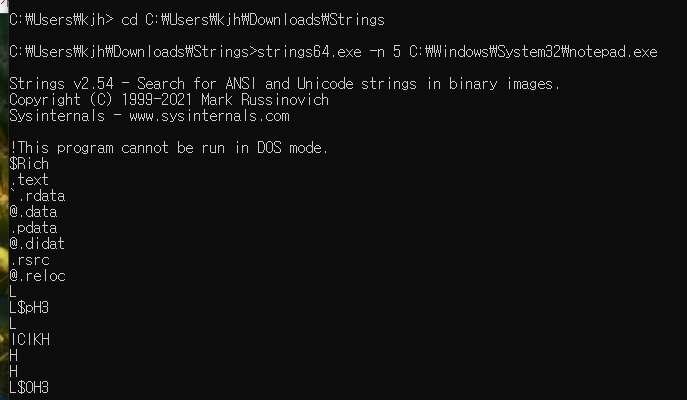 C:₩Users₩kjh> cd C:₩Users₩kjh₩Downloads₩Strings
C:₩Users₩kjh₩Downloads₩Strings>strings64.exe -n 5 C:₩Windows₩System32₩notepad.exe
Strings v2.54 - Search for ANSI and Unicode strings in binary images.
Copyright (C) 1999-2021 Mark Russinovich
Sysinternals - www.sysinternals.com
!This program cannot be run in DOS mode.
$Rich
.text
`.rdata
@.data
.pdata
@.didat
.rsrc
@.reloc
L
L$pH3
L
|C|KH
H
H
L$OH3